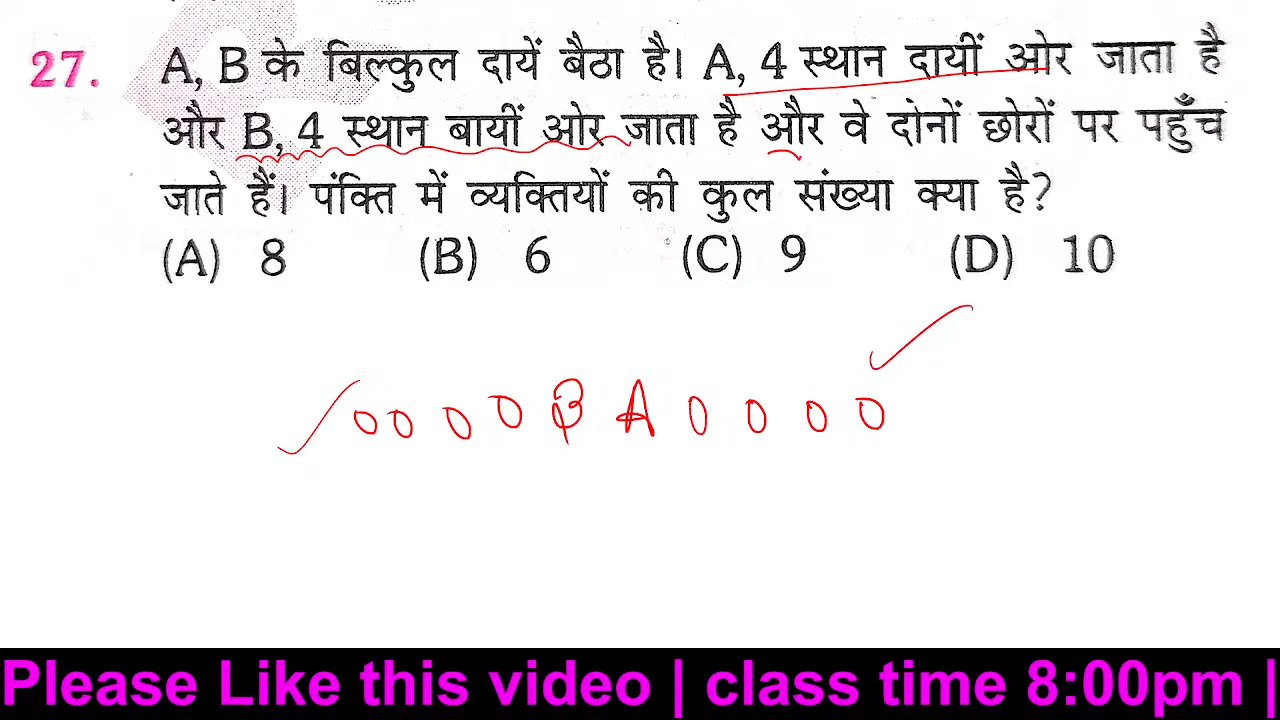 27. A, B के बिल्कुल दायें बैठा है। A, 4 स्थान दायीं ओर जाता है
और B, 4 स्थान बायीं ओर जाता है और वे दोनों छोरों पर पहुँच
जाते हैं। पंक्ति में व्यक्तियों की कुल संख्या क्या है?
(A) 8 (B) 6 (C) 9 (D) 10
0 0 0 0 B A 0 0 0 0
Please Like this video | class time 8:00pm |